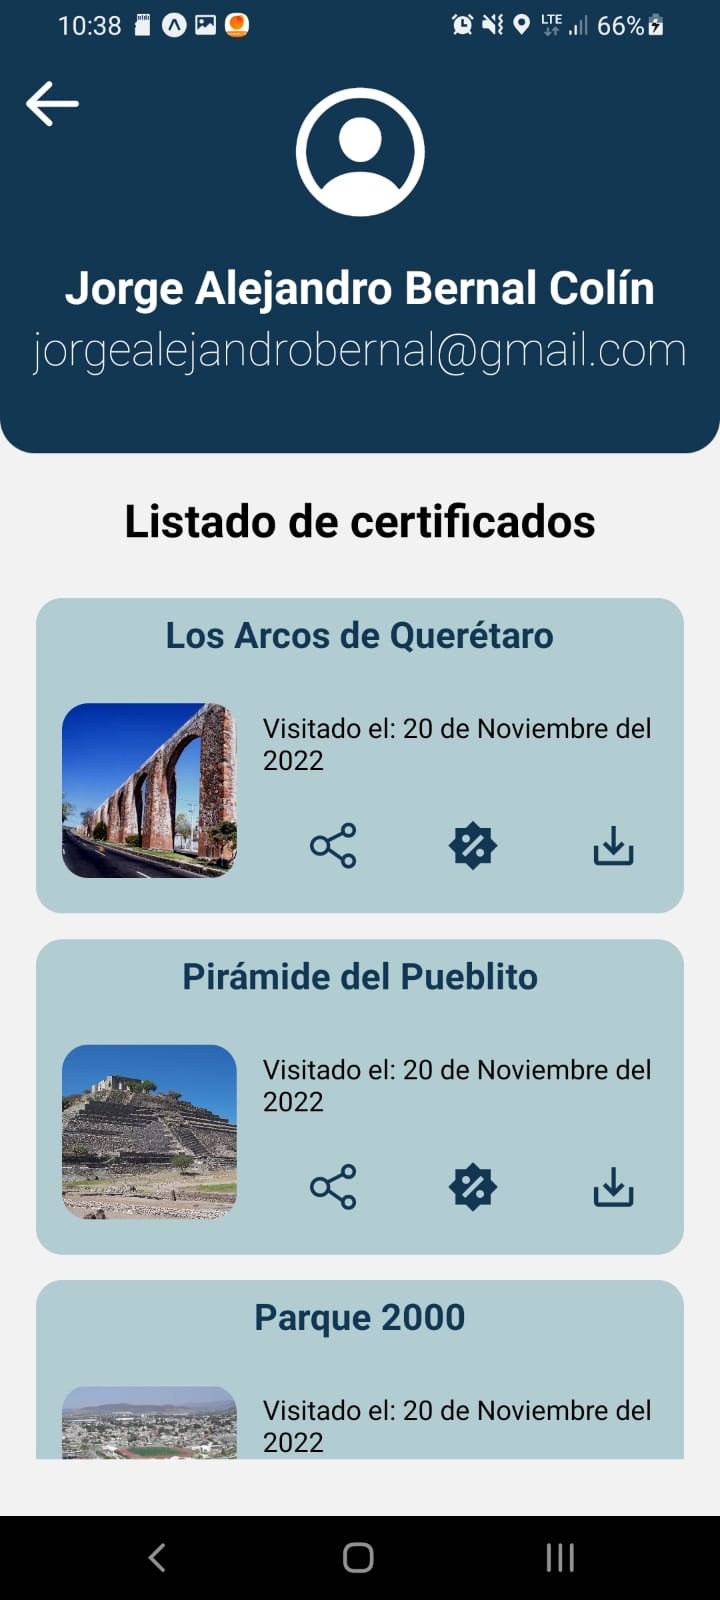 10:38
LTE
66%
Jorge Alejandro Bernal Colín
jorgealejandrobernal@gmail.com
Listado de certificados
Los Arcos de Querétaro
Visitado el: 20 de Noviembre del
2022
Pirámide del Pueblito
Visitado el: 20 de Noviembre del
2022
Parque 2000
Visitado el: 20 de Noviembre del
2022